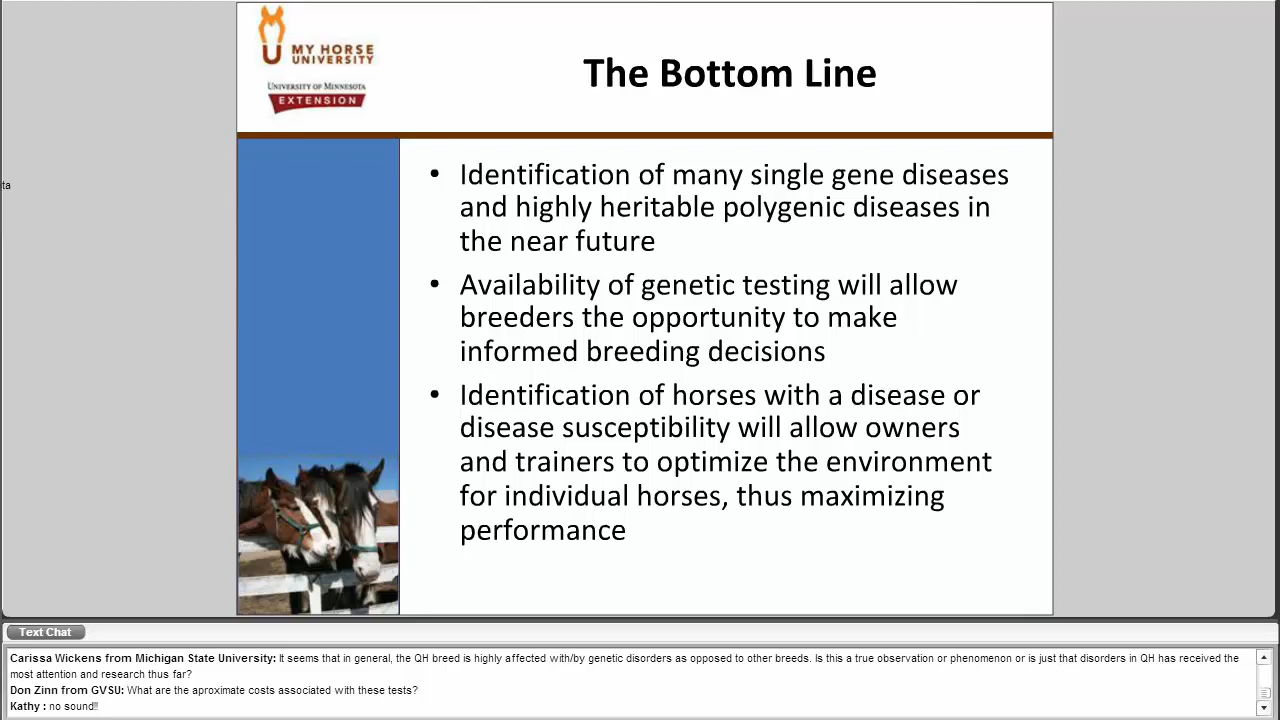 MY HORSE
UNIVERSITY
UNIVERSITY OF MINNESOTA
EXTENSION
The Bottom Line
ta
• Identification of many single gene diseases
and highly heritable polygenic diseases in
the near future
• Availability of genetic testing will allow
breeders the opportunity to make
informed breeding decisions
• Identification of horses with a disease or
disease susceptibility will allow owners
and trainers to optimize the environment
for individual horses, thus maximizing
performance
Text Chat
Carissa Wickens from Michigan State University: It seems that in general, the QH breed is highly affected with/by genetic disorders as opposed to other breeds. Is this a true observation or phenomenon or is just that disorders in QH has received the
most attention and research thus far?
Don Zinn from GVSU: What are the aproximate costs associated with these tests?
Kathy : no sound!!